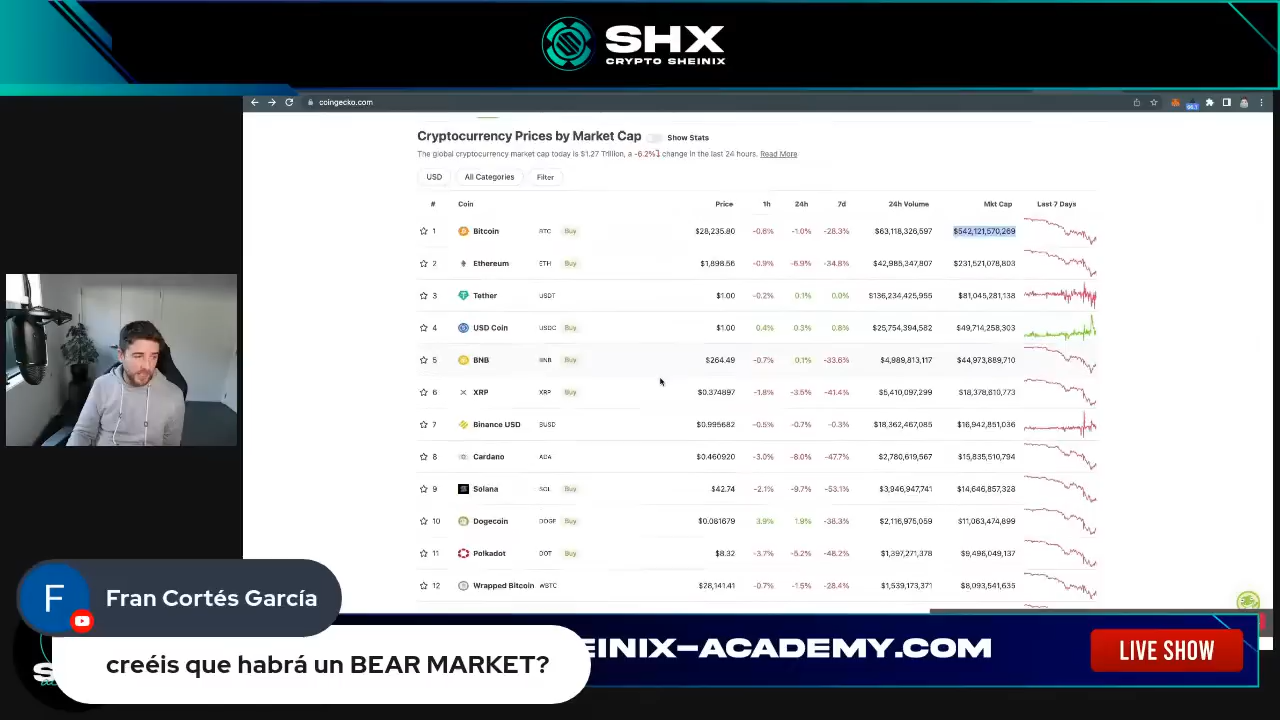 SHX
CRYPTO SHEINIX
coingecko.com
Cryptocurrency Prices by Market Cap Show Stats
The global cryptocurrency market cap today is $1.27 Trillion, a -6.2% change in the last 24 hours. Read More
USD All Categories Filter
# Coin Price 1h 24h 7d 24h Volume Mkt Cap Last 7 Days
1 Bitcoin BTC Buy $28,235.80 -0.6% -1.0% -28.3% $63,118,326,597 $542,121,570,269
2 Ethereum ETH Buy $1,898.56 -0.9% -6.9% -34.8% $42,985,347,807 $231,521,078,803
3 Tether USDT $1.00 -0.2% 0.1% 0.0% $136,234,425,955 $81,045,281,138
4 USD Coin USDC Buy $1.00 0.4% 0.3% 0.8% $25,754,394,582 $49,714,258,303
5 BNB BNB Buy $264.49 -0.7% 0.1% -33.6% $4,989,813,117 $44,973,889,710
6 XRP XRP Buy $0.374897 -1.8% -3.5% -41.4% $5,410,097,299 $18,378,610,773
7 Binance USD BUSD $0.995682 -0.5% -0.7% -0.3% $18,362,467,085 $16,942,851,036
8 Cardano ADA Buy $0.460920 -3.0% -8.0% -47.7% $2,780,619,567 $15,835,510,794
9 Solana SOL Buy $42.74 -2.1% -9.7% -53.1% $3,946,947,741 $14,646,857,328
10 Dogecoin DOGE Buy $0.081679 3.9% 1.9% -38.3% $2,116,975,059 $11,063,474,899
11 Polkadot DOT Buy $8.32 -3.7% -5.2% -48.2% $1,397,271,378 $9,496,049,137
12 Wrapped Bitcoin WBTC $28,141.41 -0.7% -1.5% -28.4% $1,539,173,371 $8,093,541,635
F Fran Cortés García
creéis que habrá un BEAR MARKET?
EINIX-ACADEMY.COM
LIVE SHOW